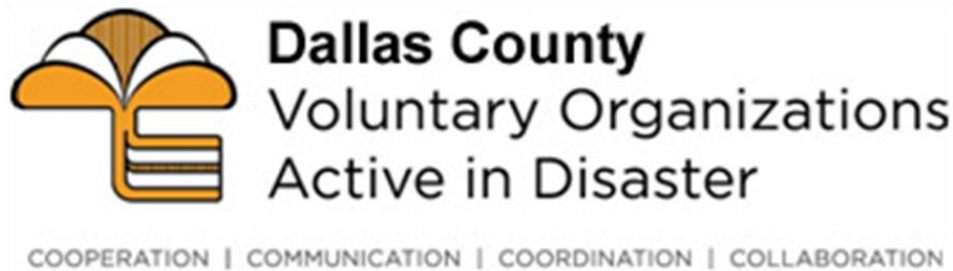 Dallas County
Voluntary Organizations
Active in Disaster
COOPERATION | COMMUNICATION | COORDINATION | COLLABORATION